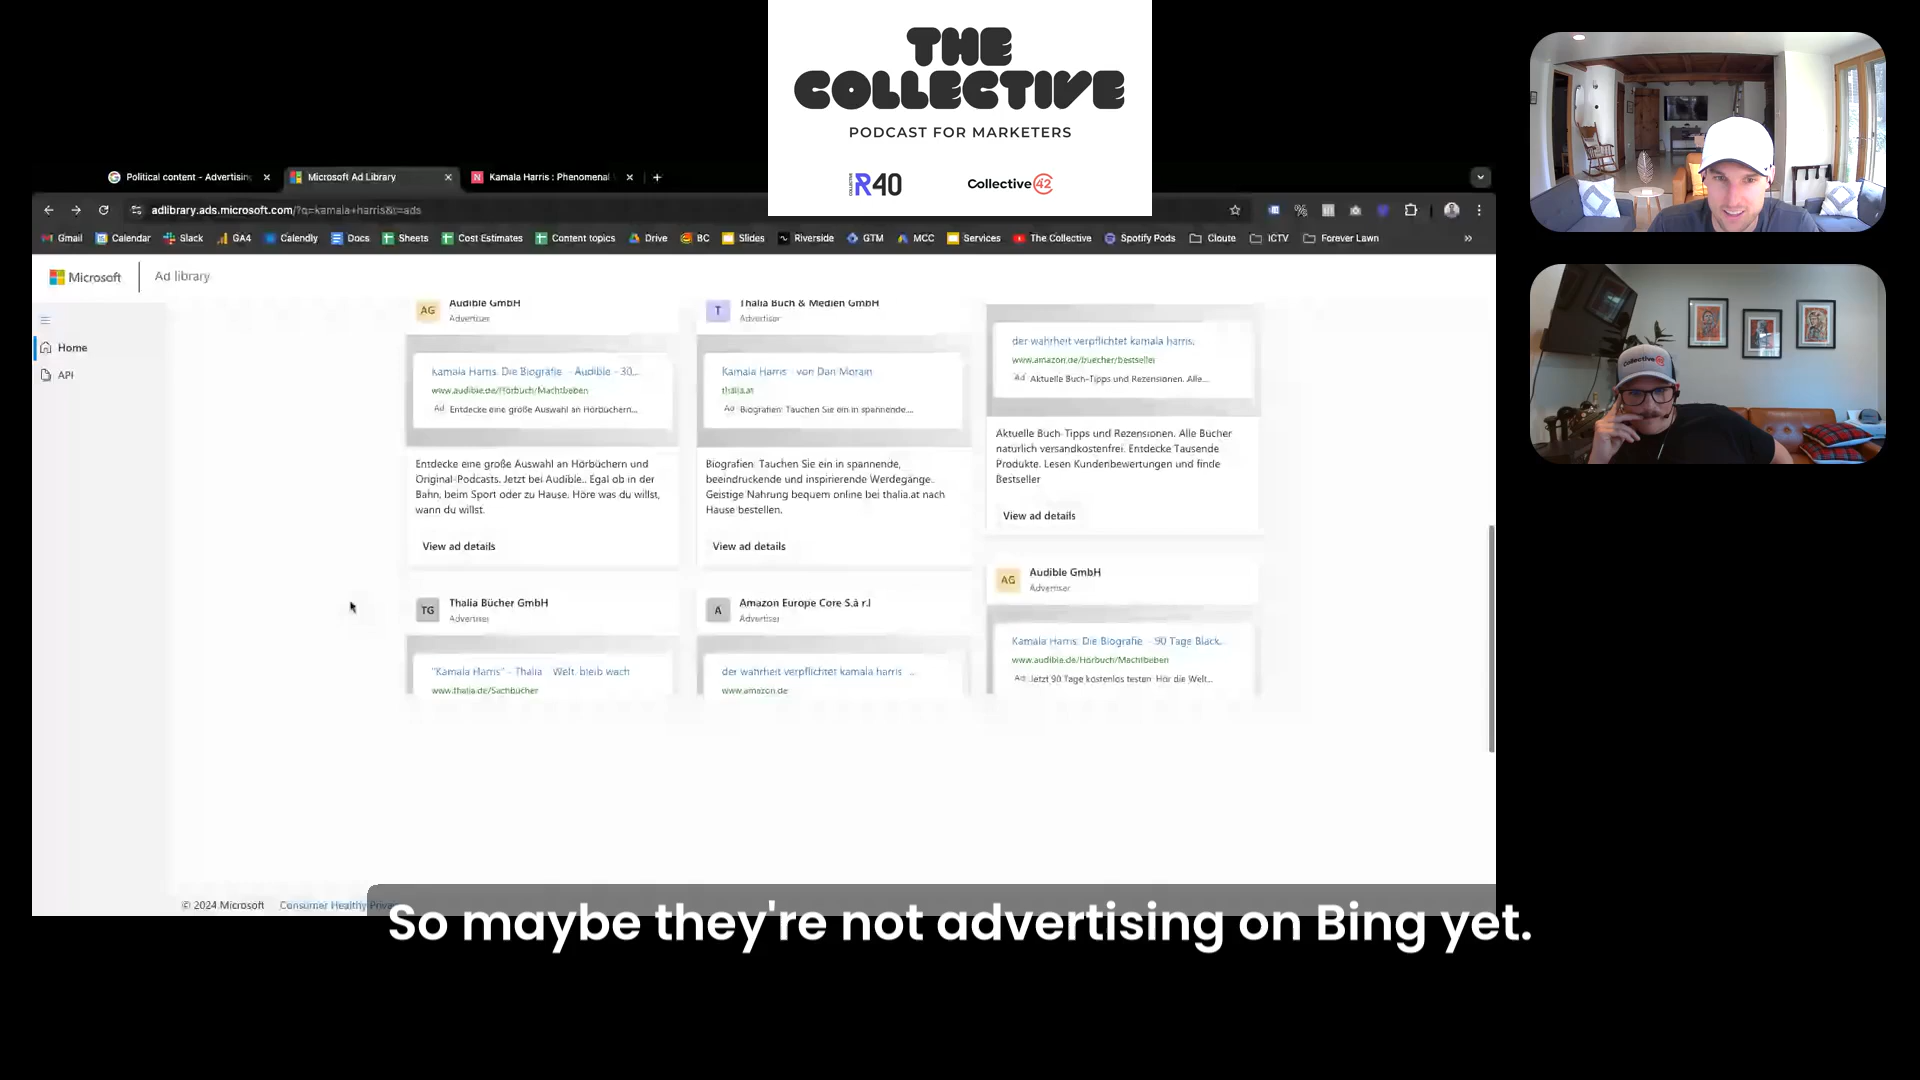 THE
COLLECTIVE
PODCAST FOR MARKETERS
COLLECTIVE R40
Collective 42
Political content - Advertising
Microsoft Ad Library
Kamala Harris : Phenomenal
adlibrary.ads.microsoft.com/?q=kamala+harris&t=ads
Gmail Calendar Slack GA4 Calendly Docs Sheets Cost Estimates Content topics Drive BC Slides Riverside GTM MCC Services The Collective Spotify Pods Cloute ICTV Forever Lawn
Microsoft Ad library
Home
API
AG Audible GmbH
Advertiser
Kamala Harris. Die Biografie - Audible - 30...
www.audible.de/Hörbuch/Machtbeben
Ad Entdecke eine große Auswahl an Hörbüchern...
Entdecke eine große Auswahl an Hörbüchern und
Original-Podcasts. Jetzt bei Audible.. Egal ob in der
Bahn, beim Sport oder zu Hause. Höre was du willst,
wann du willst.
View ad details
T Thalia Buch & Medien GmbH
Advertiser
Kamala Harris - von Dan Morain
thalia.at
Ad Biografien: Tauchen Sie ein in spannende,...
Biografien: Tauchen Sie ein in spannende,
beeindruckende und inspirierende Werdegänge..
Geistige Nahrung bequem online bei thalia.at nach
Hause bestellen.
View ad details
der wahrheit verpflichtet kamala harris,
www.amazon.de/buecher/bestseller
Ad Aktuelle Buch-Tipps und Rezensionen. Alle...
Aktuelle Buch-Tipps und Rezensionen. Alle Bücher
natürlich versandkostenfrei. Entdecke Tausende
Produkte. Lesen Kundenbewertungen und finde
Bestseller
View ad details
TG Thalia Bücher GmbH
Advertiser
"Kamala Harris" - Thalia - Welt, bleib wach
www.thalia.de/Sachbücher
A Amazon Europe Core S.à r.l
Advertiser
der wahrheit verpflichtet kamala harris - ...
www.amazon.de
AG Audible GmbH
Advertiser
Kamala Harris. Die Biografie - 90 Tage Black...
www.audible.de/Hörbuch/Machtbeben
Ad Jetzt 90 Tage kostenlos testen. Hör die Welt...
© 2024 Microsoft Consumer Healthy Priva
So maybe they're not advertising on Bing yet.
Collective 42